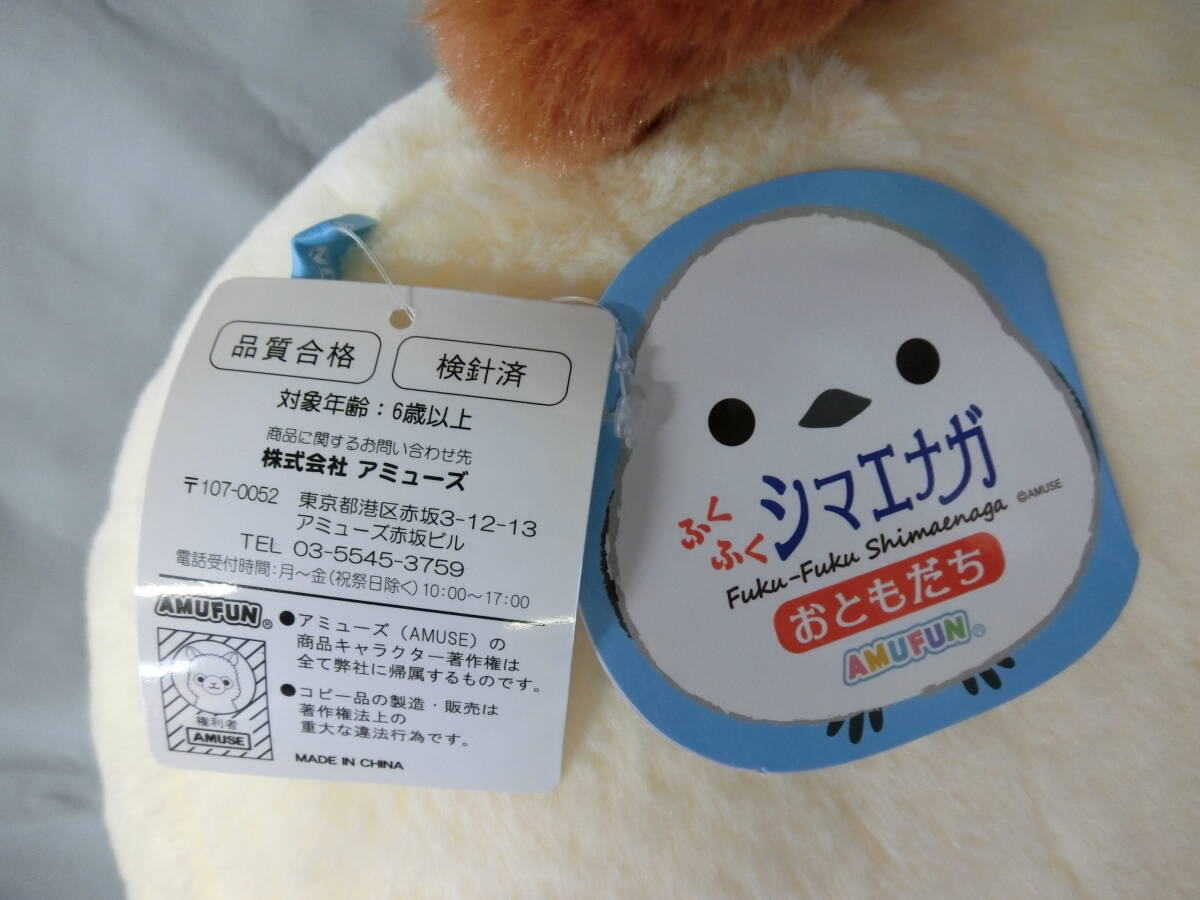 品質合格
検針済
対象年齢：6歳以上
商品に関するお問い合わせ先
株式会社 アミューズ
〒107-0052 東京都港区赤坂3-12-13
アミューズ赤坂ビル
TEL 03-5545-3759
電話受付時間：月～金(祝祭日除く) 10:00～17:00
AMUFUN®
権利者
AMUSE
●アミューズ（AMUSE）の
商品キャラクター著作権は
全て弊社に帰属するものです。
●コピー品の製造・販売は
著作権法上の
重大な違法行為です。
MADE IN CHINA
ふくふく
シマエナガ
©AMUSE
Fuku-Fuku Shimaenaga
おともだち
AMUFUN®